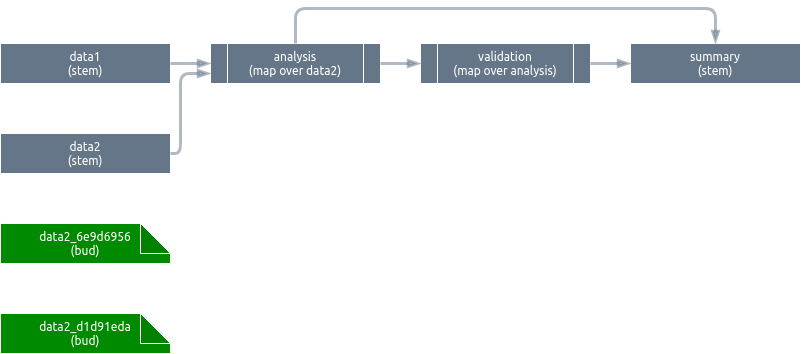 data1
(stem)
analysis
(map over data2)
validation
(map over analysis)
summary
(stem)
data2
(stem)
data2_6e9d6956
(bud)
data2_d1d91eda
(bud)